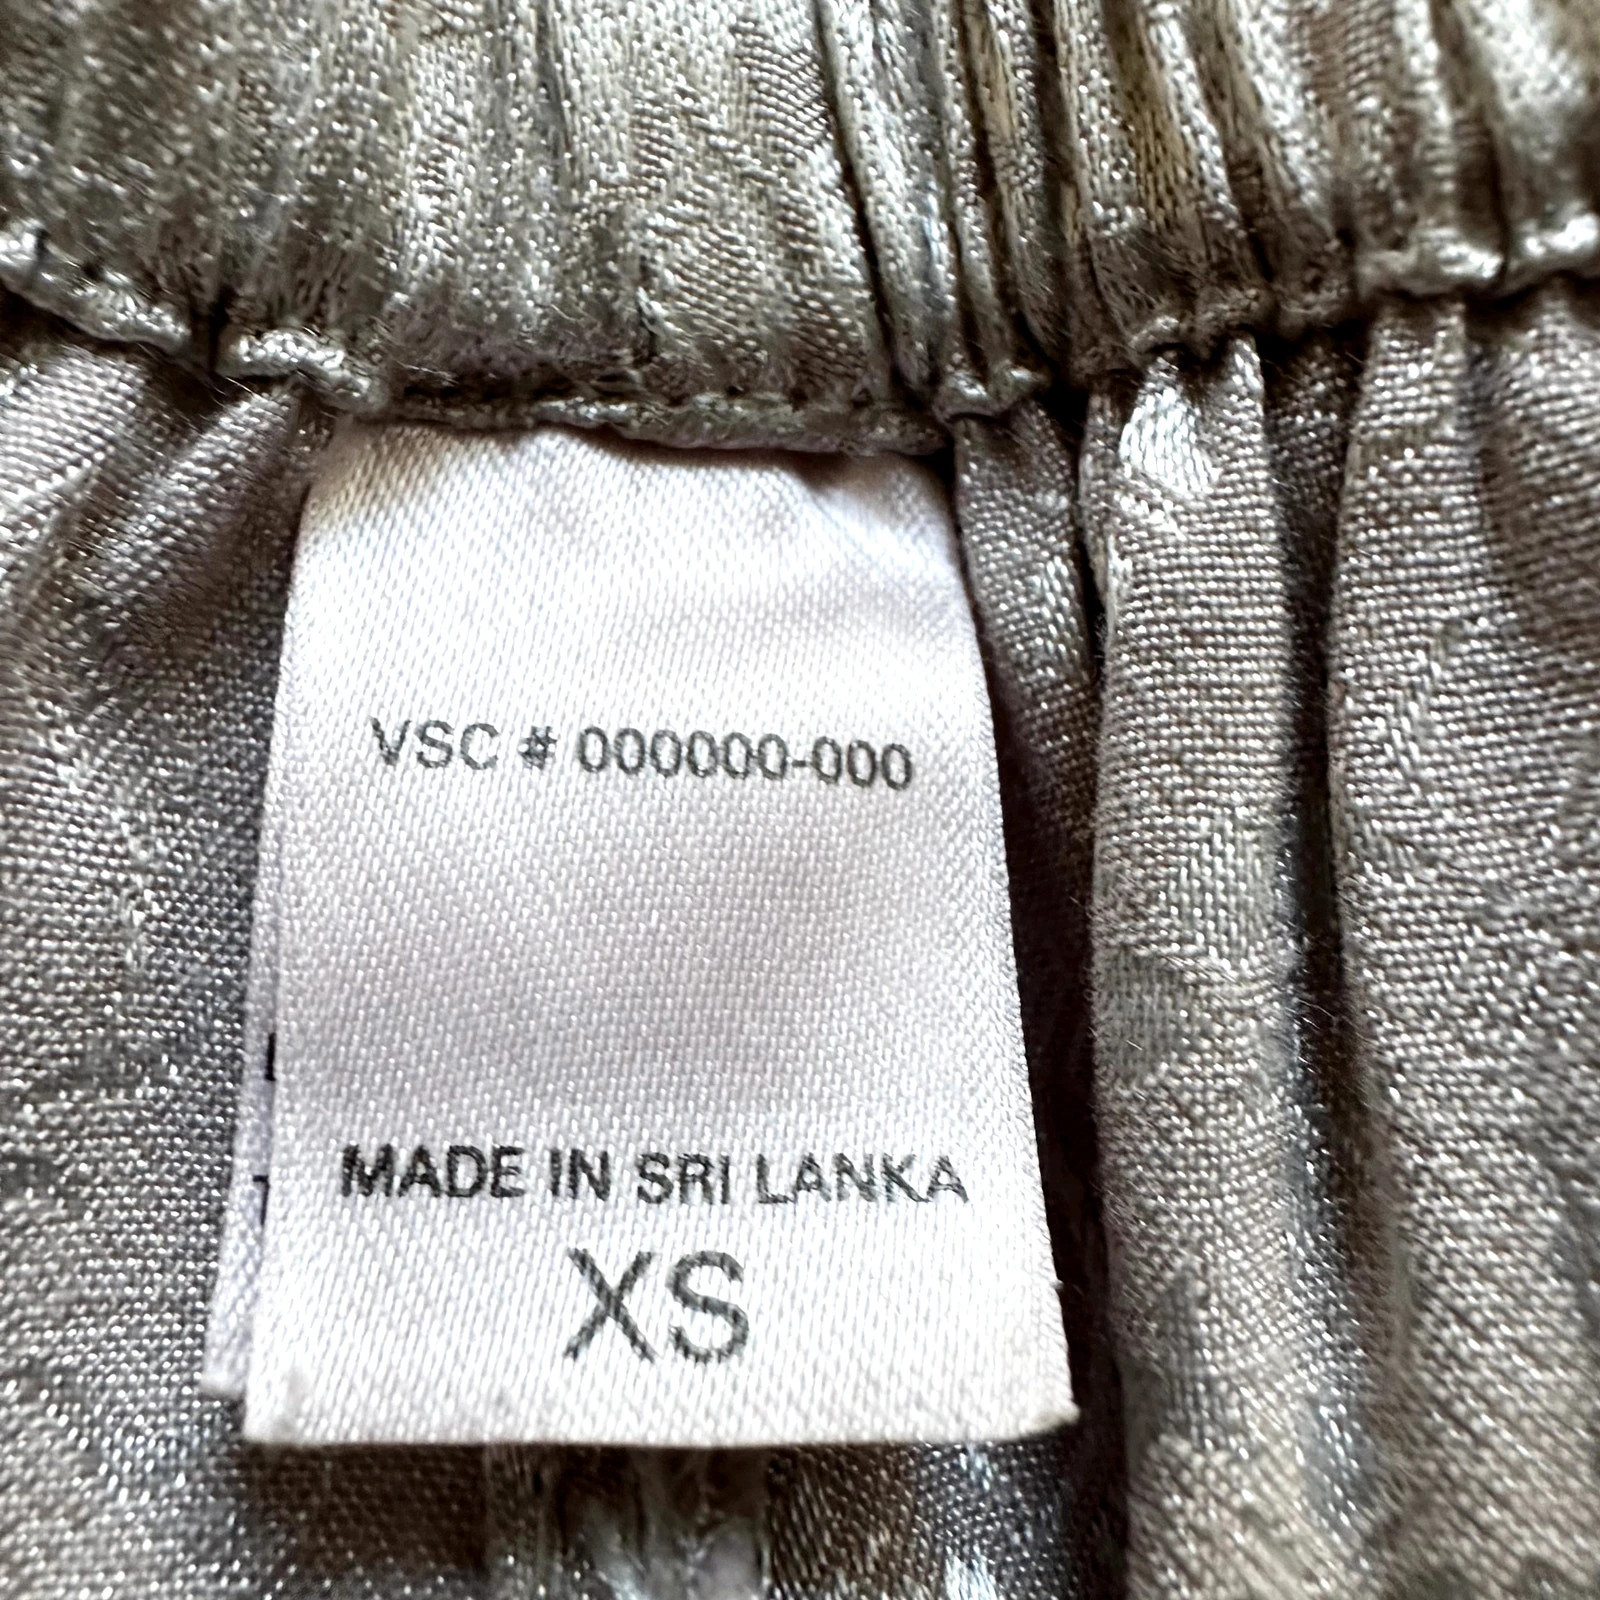 VSC # 000000-000
MADE IN SRI LANKA
XS